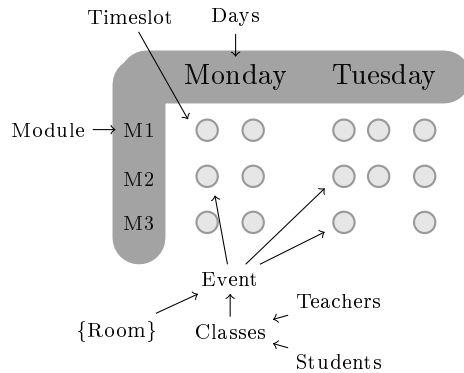 Timeslot
Days
Monday
Tuesday
Module
M1
M2
M3
Event
Teachers
{Room}
Classes
Students